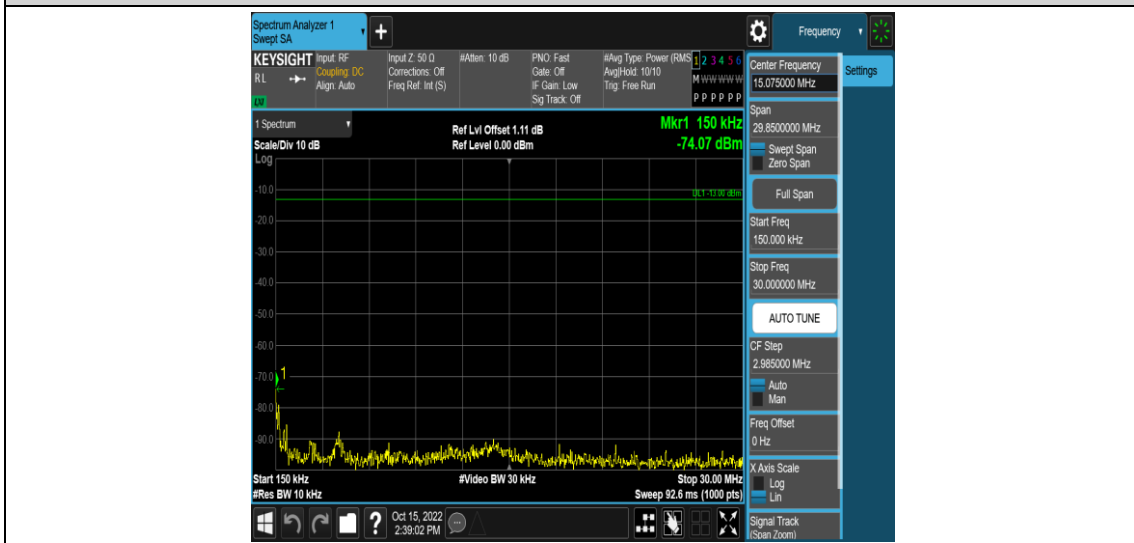 Spectrum Analyzer 1
Swept SA
+
Frequency
KEYSIGHT
Input: RF
Input Z: 50 Ω
#Atten: 10 dB
PNO: Fast
#Avg Type: Power (RMS
1 2 3 4 5 6
RL
Coupling: DC
Corrections: Off
Gate: Off
Avg|Hold: 10/10
M W W W W W
Align: Auto
Freq Ref: Int (S)
IF Gain: Low
Trig: Free Run
Sig Track: Off
P P P P P P
1 Spectrum
Ref Lvl Offset 1.11 dB
Mkr1 150 kHz
Scale/Div 10 dB
Ref Level 0.00 dBm
-74.07 dBm
Log
-10.0
DL1 -13.00 dBm
-20.0
-30.0
-40.0
-50.0
-60.0
-70.0
1
-80.0
-90.0
Start 150 kHz
#Video BW 30 kHz
Stop 30.00 MHz
#Res BW 10 kHz
Sweep 92.6 ms (1000 pts)
Center Frequency
15.075000 MHz
Settings
Span
29.8500000 MHz
Swept Span
Zero Span
Full Span
Start Freq
150.000 kHz
Stop Freq
30.000000 MHz
AUTO TUNE
CF Step
2.985000 MHz
Auto
Man
Freq Offset
0 Hz
X Axis Scale
Log
Lin
Signal Track
(Span Zoom)
?
Oct 15, 2022
2:39:02 PM